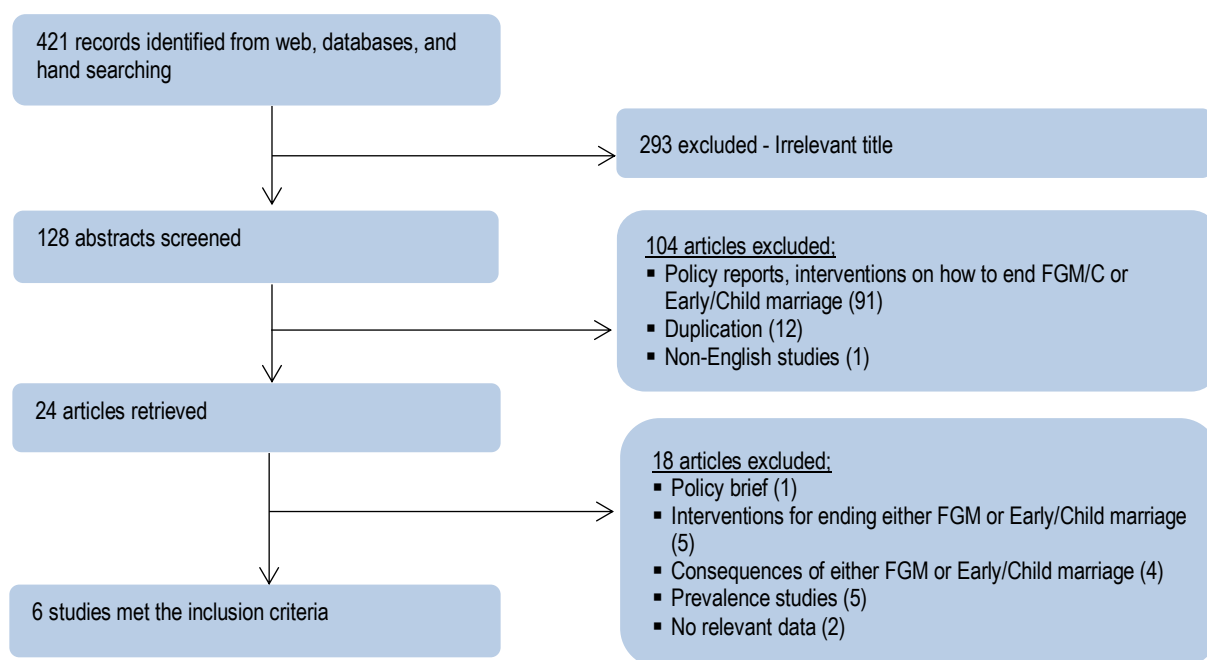 421 records identified from web, databases, and
hand searching
293 excluded - Irrelevant title
128 abstracts screened
104 articles excluded;
▪ Policy reports, interventions on how to end FGM/C or
Early/Child marriage (91)
▪ Duplication (12)
▪ Non-English studies (1)
24 articles retrieved
18 articles excluded;
▪ Policy brief (1)
▪ Interventions for ending either FGM or Early/Child marriage
(5)
▪ Consequences of either FGM or Early/Child marriage (4)
▪ Prevalence studies (5)
▪ No relevant data (2)
6 studies met the inclusion criteria